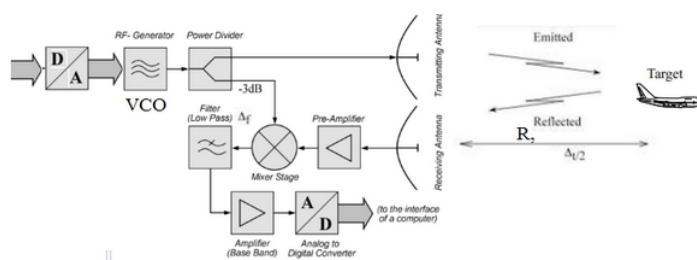 RF- Generator
Power Divider
D
A
VCO
-3dB
Transmitting Antenna
Emitted
Target
Reflected
R,
Δt/2
Filter
(Low Pass)
Δf
Pre-Amplifier
Mixer Stage
Receiving Antenna
A
D
(to the interface
of a computer)
Amplifier
(Base Band)
Analog to
Digital Converter